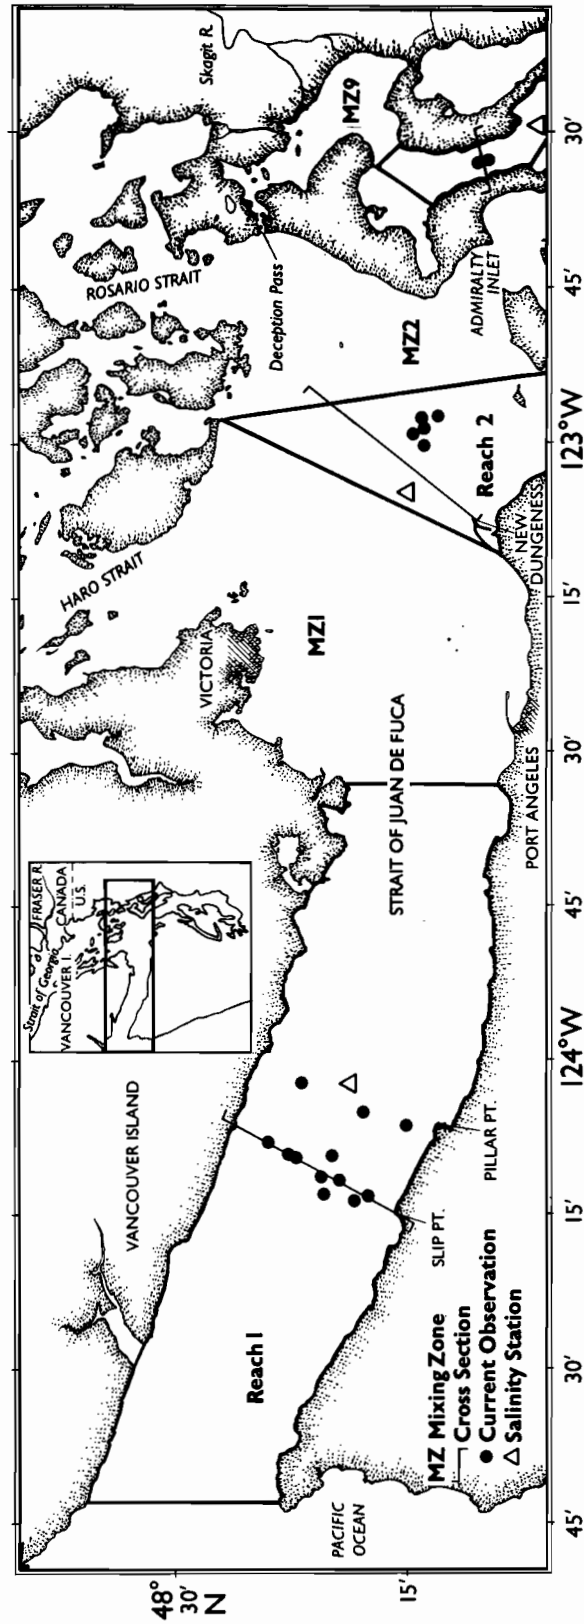 Strait of Georgia
FRASER R.
VANCOUVER I.
CANADA
U.S.
VANCOUVER ISLAND
HARO STRAIT
ROSARIO STRAIT
Skagit R.
VICTORIA
Deception Pass
MZ9
MZ1
MZ2
Reach 1
STRAIT OF JUAN DE FUCA
Reach 2
ADMIRALTY
INLET
NEW
DUNGENESS
PORT ANGELES
PILLAR PT.
SLIP PT.
PACIFIC
OCEAN
MZ Mixing Zone
Cross Section
Current Observation
Salinity Station
48°
30'
N
15'
45'
30'
15'
124°W
45'
30'
15'
123°W
45'
30'